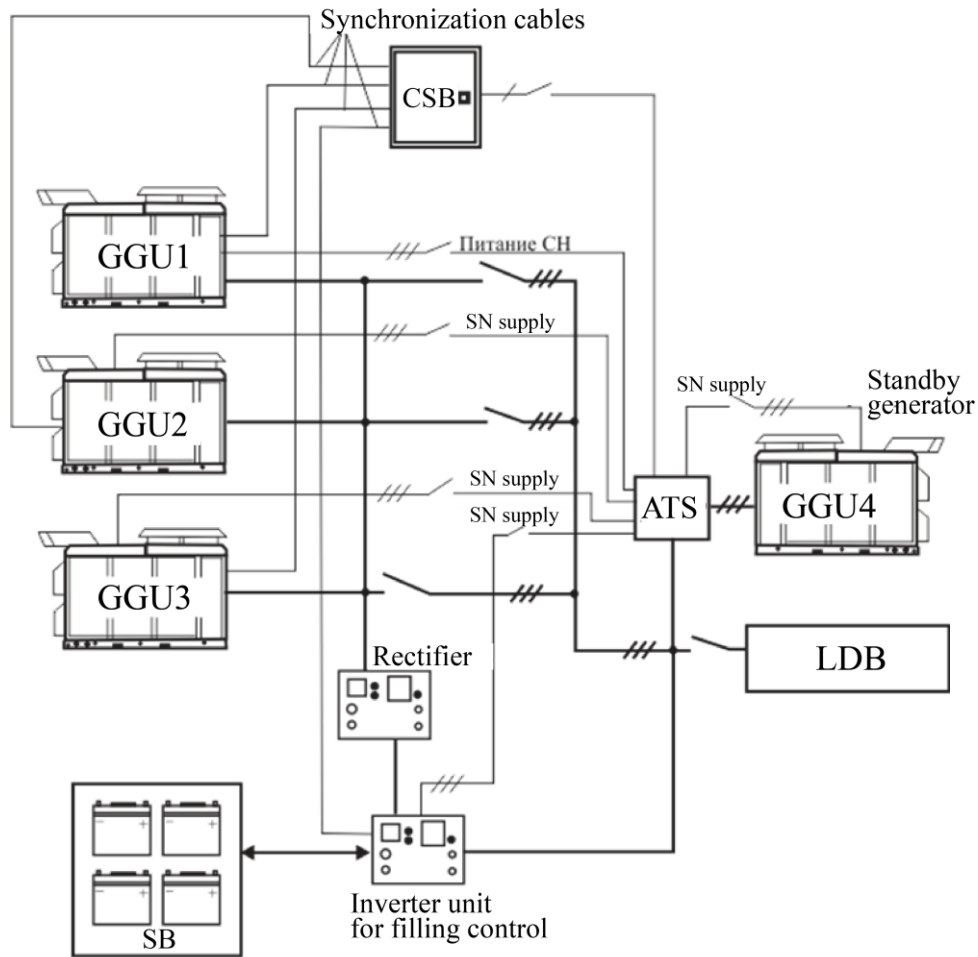 Synchronization cables
CSB
GGU1
Питание СН
SN supply
GGU2
SN supply
Standby
generator
SN supply
SN supply
ATS
GGU4
GGU3
Rectifier
LDB
SB
Inverter unit
for filling control